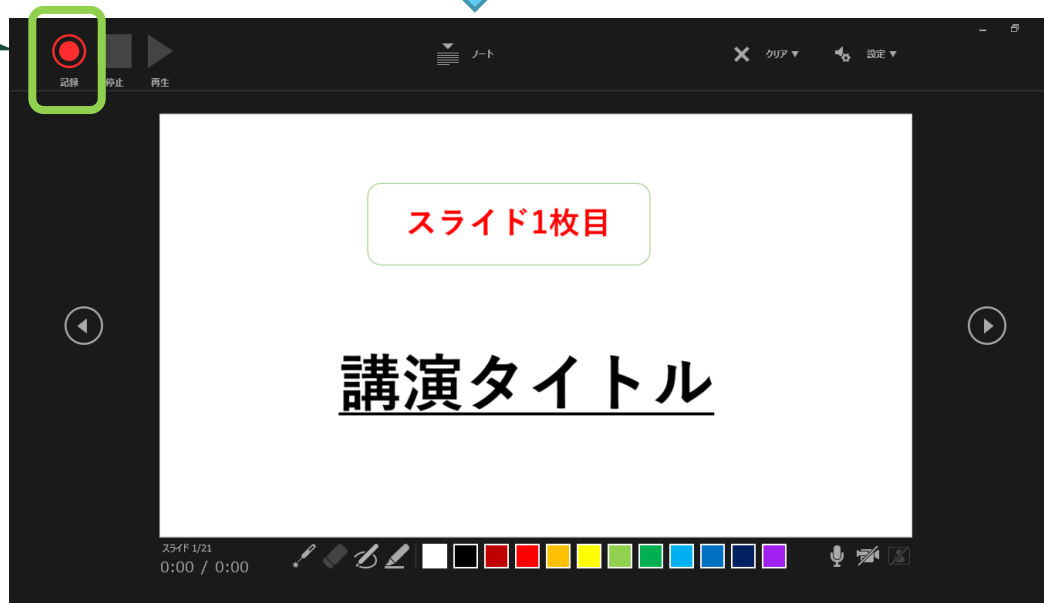 ノート
クリア▼
設定▼
記録
停止
再生
スライド1枚目
講演タイトル
スライド 1/21
0:00 / 0:00